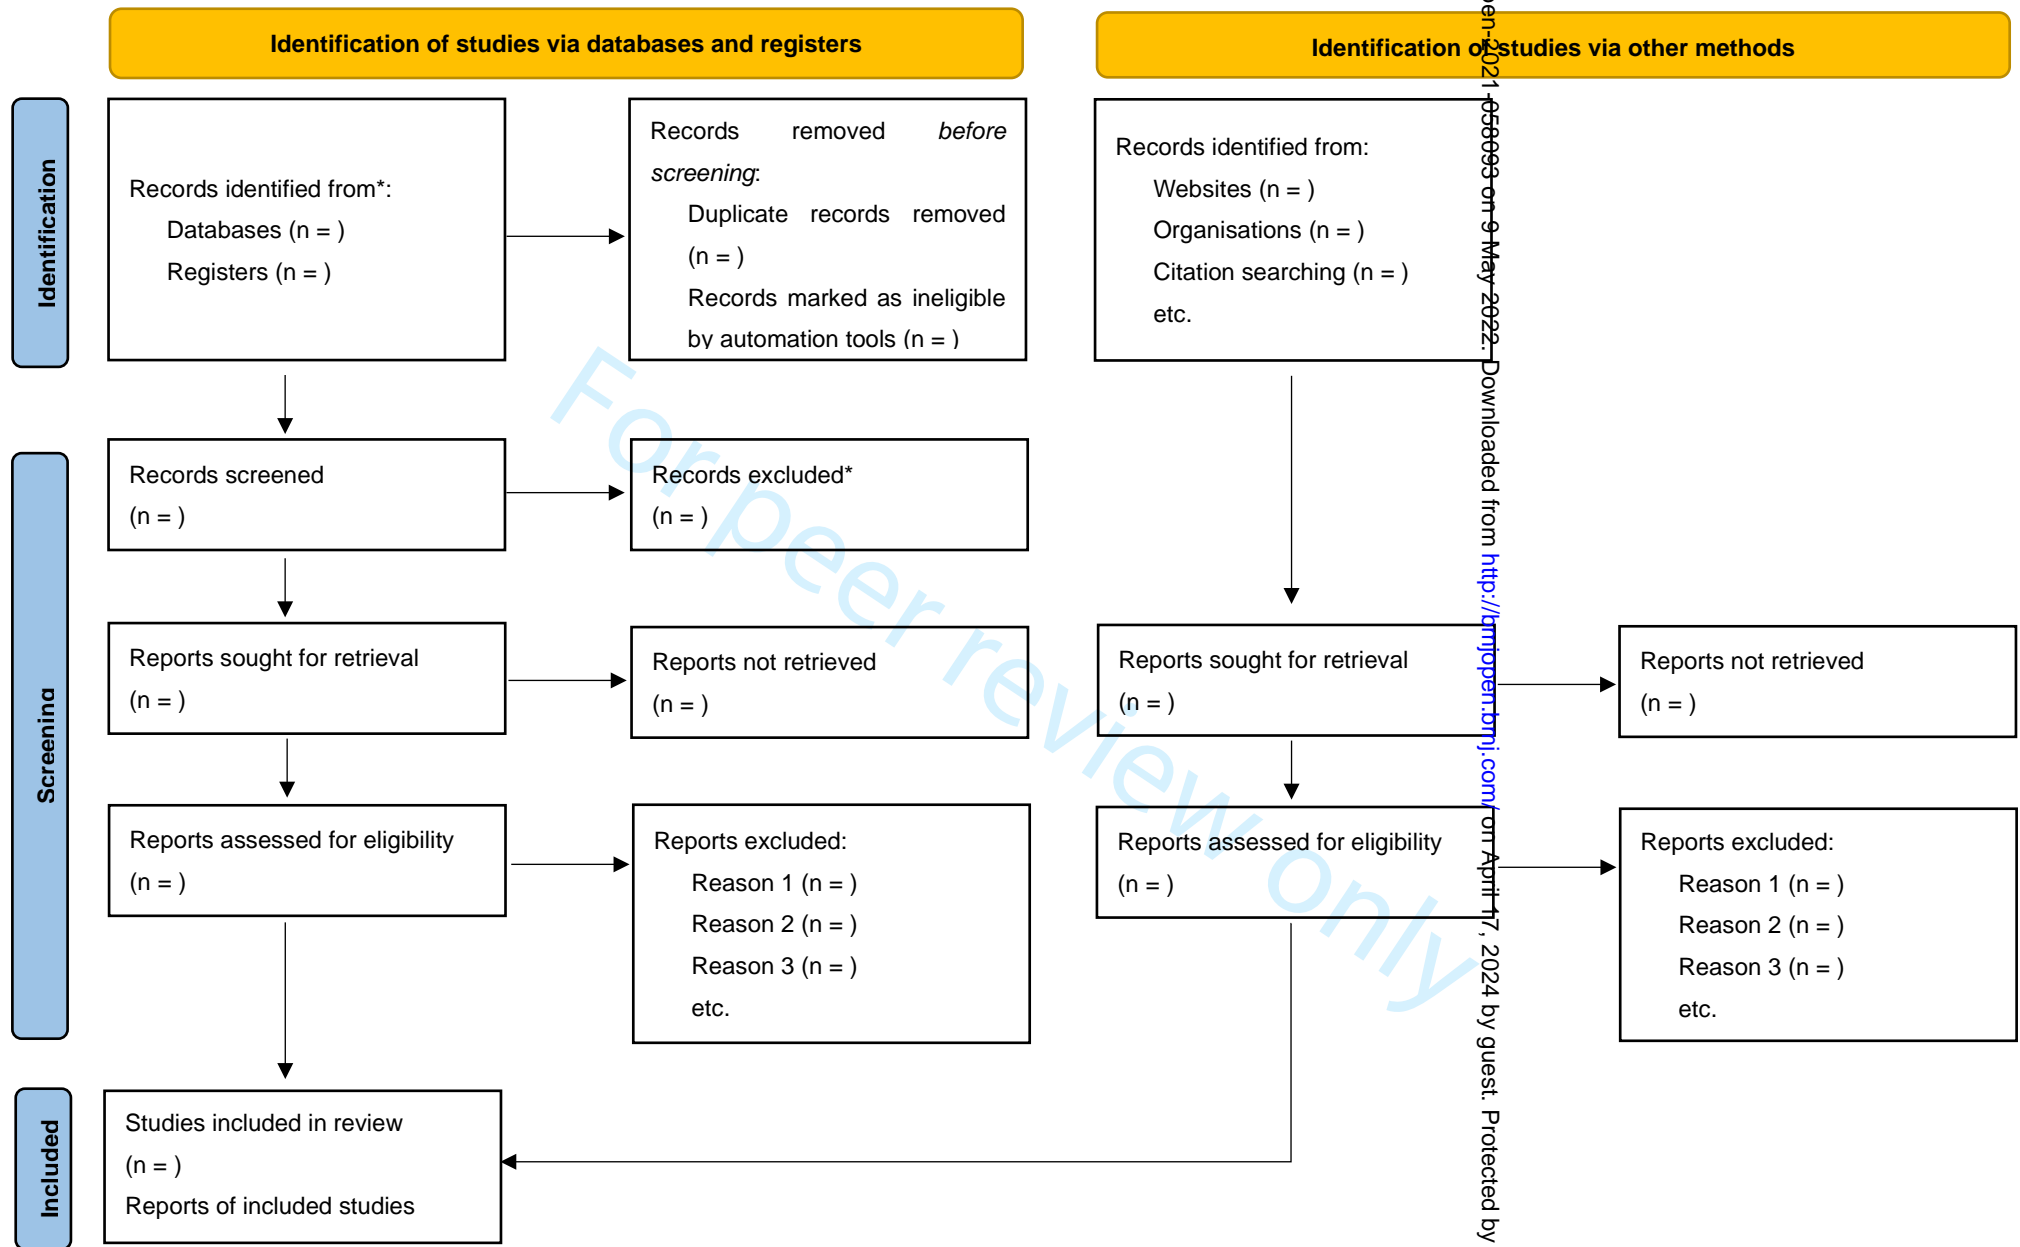 Identification of studies via databases and registers
Identification of studies via other methods
Identification
Records identified from*:
Databases (n = )
Registers (n = )
Records removed before
screening:
Duplicate records removed
(n = )
Records marked as ineligible
by automation tools (n = )
Records identified from:
Websites (n = )
Organisations (n = )
Citation searching (n = )
etc.
Screening
Records screened
(n = )
Records excluded*
(n = )
Reports sought for retrieval
(n = )
Reports not retrieved
(n = )
Reports sought for retrieval
(n = )
Reports not retrieved
(n = )
Reports assessed for eligibility
(n = )
Reports excluded:
Reason 1 (n = )
Reason 2 (n = )
Reason 3 (n = )
etc.
Reports assessed for eligibility
(n = )
Reports excluded:
Reason 1 (n = )
Reason 2 (n = )
Reason 3 (n = )
etc.
Included
Studies included in review
(n = )
Reports of included studies
For peer review only
pen-2021-058093 on 9 May 2022. Downloaded from http://bmjopen.bmj.com/ on April 17, 2024 by guest. Protected by